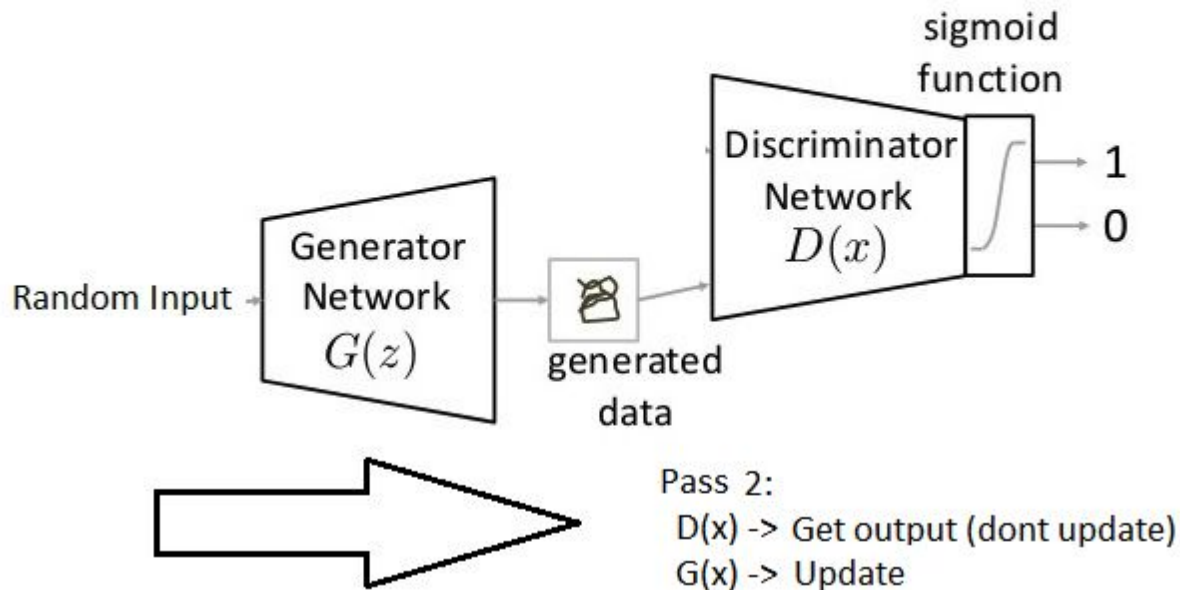 sigmoid
function
Discriminator
Network
D(x)
1
0
Generator
Network
G(z)
Random Input
generated
data
Pass 2:
D(x) -> Get output (dont update)
G(x) -> Update